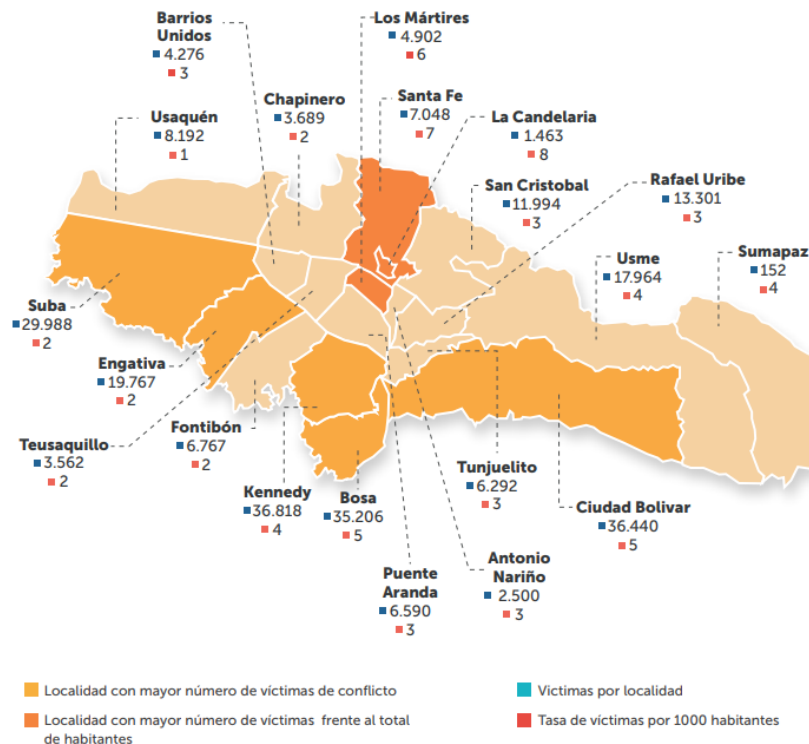 Barrios
Unidos
4.276
3
Los Mártires
4.902
6
Chapinero
3.689
2
Santa Fe
7.048
7
La Candelaria
1.463
8
Usaquén
8.192
1
San Cristobal
11.994
3
Rafael Uribe
13.301
3
Usme
17.964
4
Sumapaz
152
4
Suba
29.988
2
Engativa
19.767
2
Fontibón
6.767
2
Teusaquillo
3.562
2
Kennedy
36.818
4
Bosa
35.206
5
Tunjuelito
6.292
3
Ciudad Bolivar
36.440
5
Puente
Aranda
6.590
3
Antonio
Nariño
2.500
3
Localidad con mayor número de víctimas de conflicto
Localidad con mayor número de víctimas frente al total
de habitantes
Victimas por localidad
Tasa de víctimas por 1000 habitantes